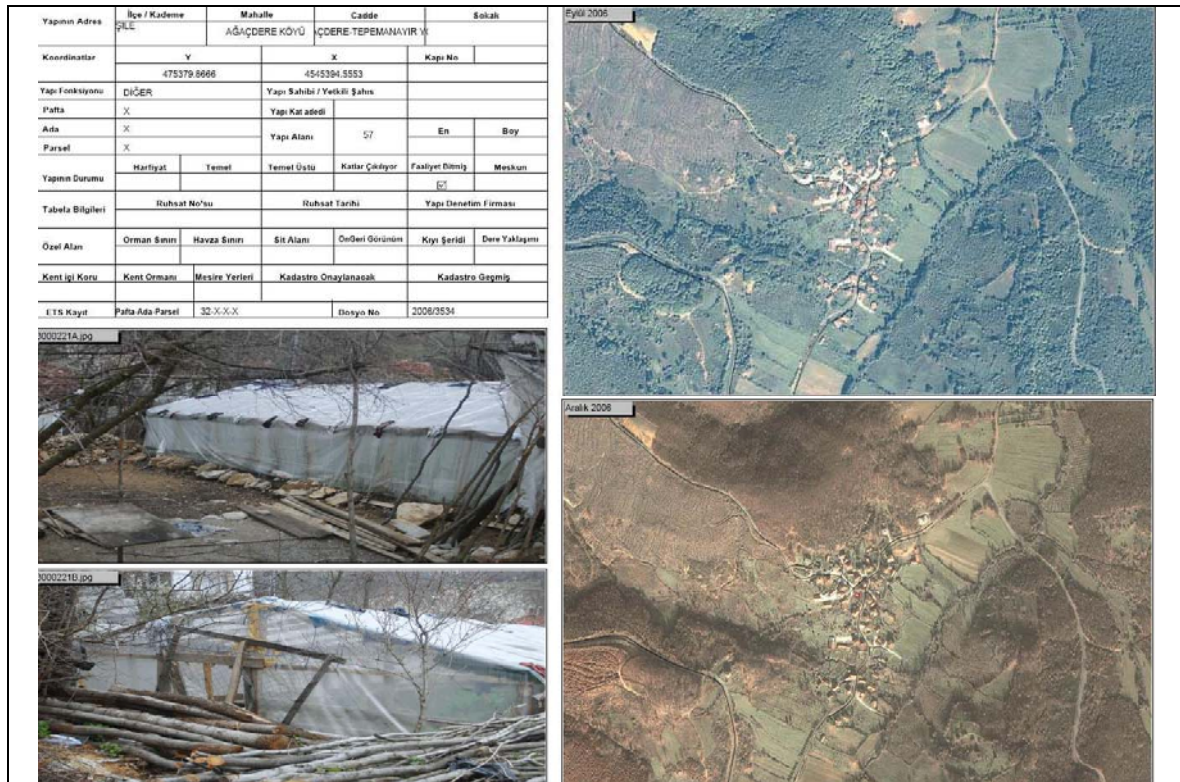 Yapının Adres İlçe / Kademe Mahalle Cadde Sokak
ŞİLE AĞAÇDERE KÖYÜ AÇDERE-TEPEMANAYIR
Koordinatlar Y X Kapı No
475379.8666 4545394.5553
Yapı Fonksiyonu DİĞER Yapı Sahibi / Yetkili Şahıs
Pafta X Yapı Kat adedi
Ada X Yapı Alanı 57 En Boy
Parsel X
Yapının Durumu Harfiyat Temel Temel Üstü Katlar Çıkılıyor Faaliyet Bitmiş Meskun
Tabela Bilgileri Ruhsat No'su Ruhsat Tarihi Yapı Denetim Firması
Özel Alan Orman Sınırı Havza Sınırı Sit Alanı ÖnGeri Görünüm Kıyı Şeridi Dere Yaklaşımı
Kent içi Koru Kent Ormanı Mesire Yerleri Kadastro Onaylanacak Kadastro Geçmiş
ETS Kayıt Pafta-Ada-Parsel 32-X-X-X Dosyo No 2006/3534
0000221A.jpg
0000221B.jpg
Eylül 2006
Aralık 2006